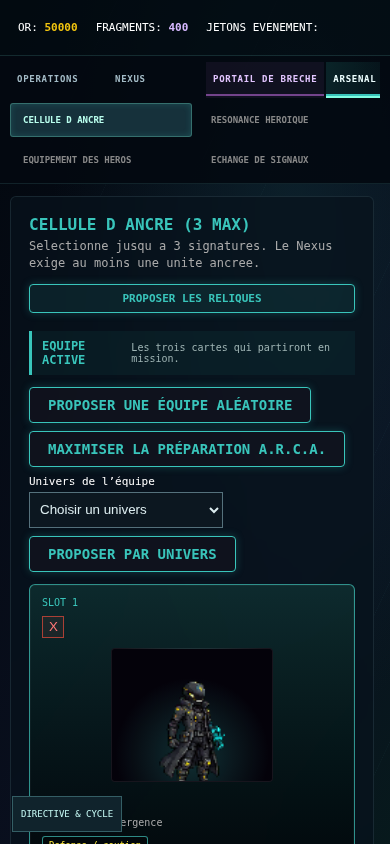 OR: 50000 FRAGMENTS: 400 JETONS EVENEMENT:
OPERATIONS NEXUS PORTAIL DE BRECHE ARSENAL
CELLULE D ANCRE RESONANCE HEROIQUE
EQUIPEMENT DES HEROS ECHANGE DE SIGNAUX
CELLULE D ANCRE (3 MAX)
Selectionne jusqu a 3 signatures. Le Nexus
exige au moins une unite ancree.
PROPOSER LES RELIQUES
EQUIPE
ACTIVE
Les trois cartes qui partiront en
mission.
PROPOSER UNE ÉQUIPE ALÉATOIRE
MAXIMISER LA PRÉPARATION A.R.C.A.
Univers de l’équipe
Choisir un univers
PROPOSER PAR UNIVERS
SLOT 1
X
DIRECTIVE & CYCLE